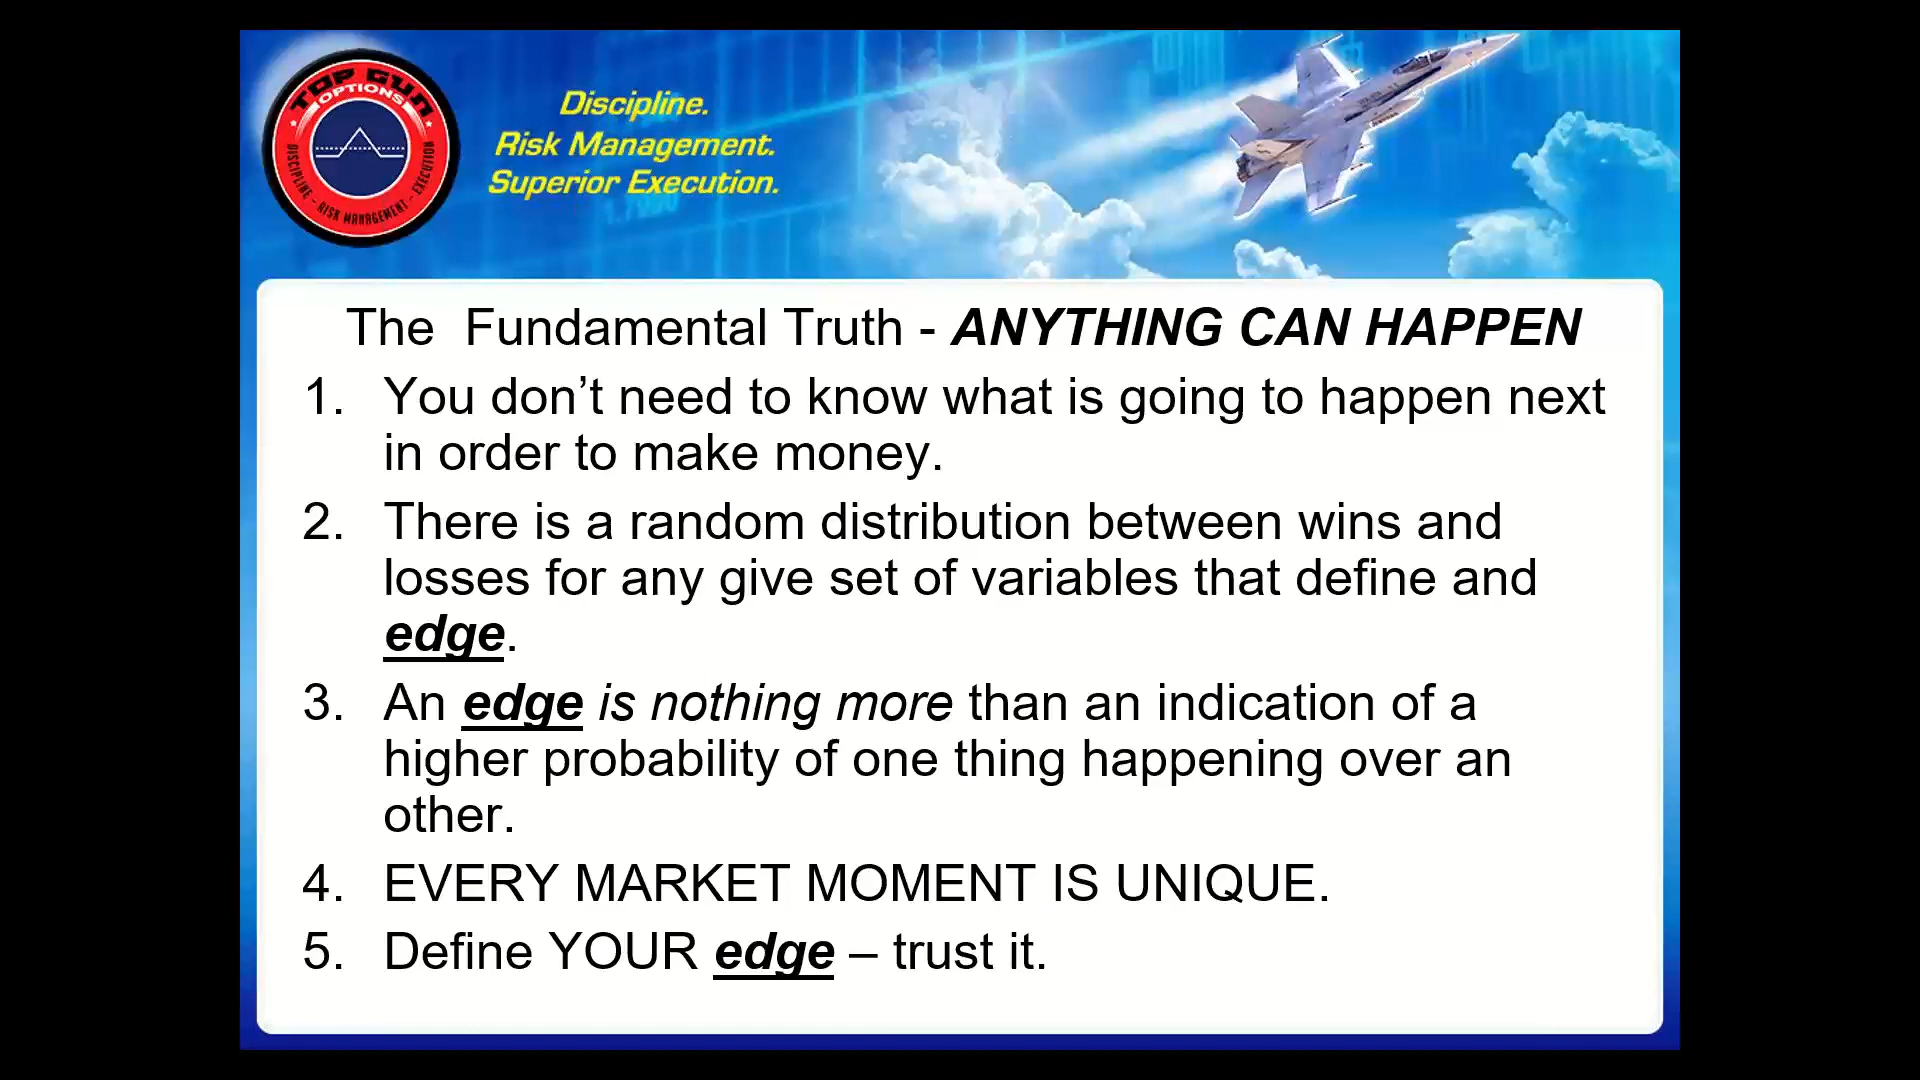 TOP GUN
OPTIONS
DISCIPLINE - RISK MANAGEMENT - EXECUTION
Discipline.
Risk Management.
Superior Execution.
The  Fundamental Truth - ANYTHING CAN HAPPEN
1. You don’t need to know what is going to happen next
in order to make money.
2. There is a random distribution between wins and
losses for any give set of variables that define and
edge.
3. An edge is nothing more than an indication of a
higher probability of one thing happening over an
other.
4. EVERY MARKET MOMENT IS UNIQUE.
5. Define YOUR edge – trust it.